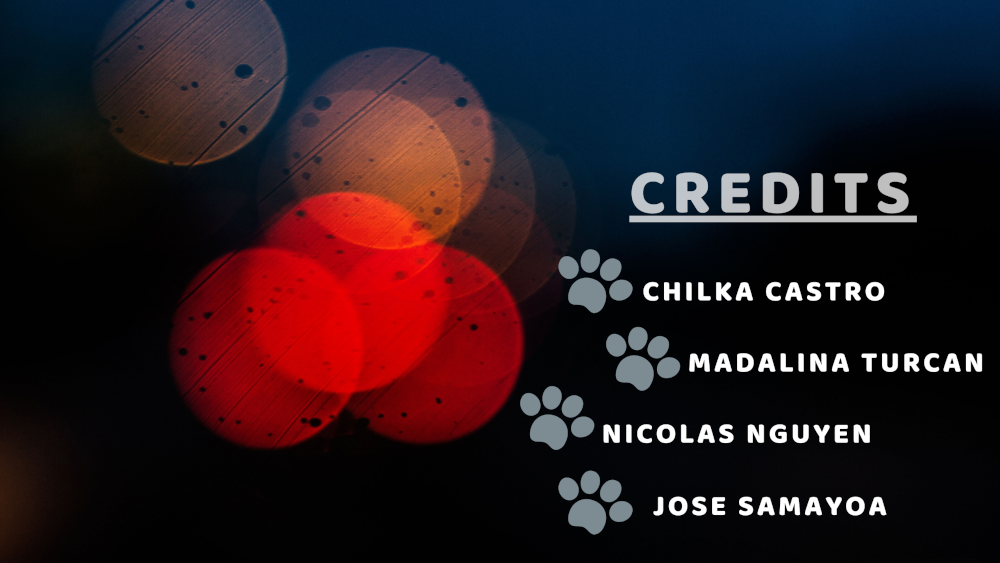 CREDITS
CHILKA CASTRO
MADALINA TURCAN
NICOLAS NGUYEN
JOSE SAMAYOA